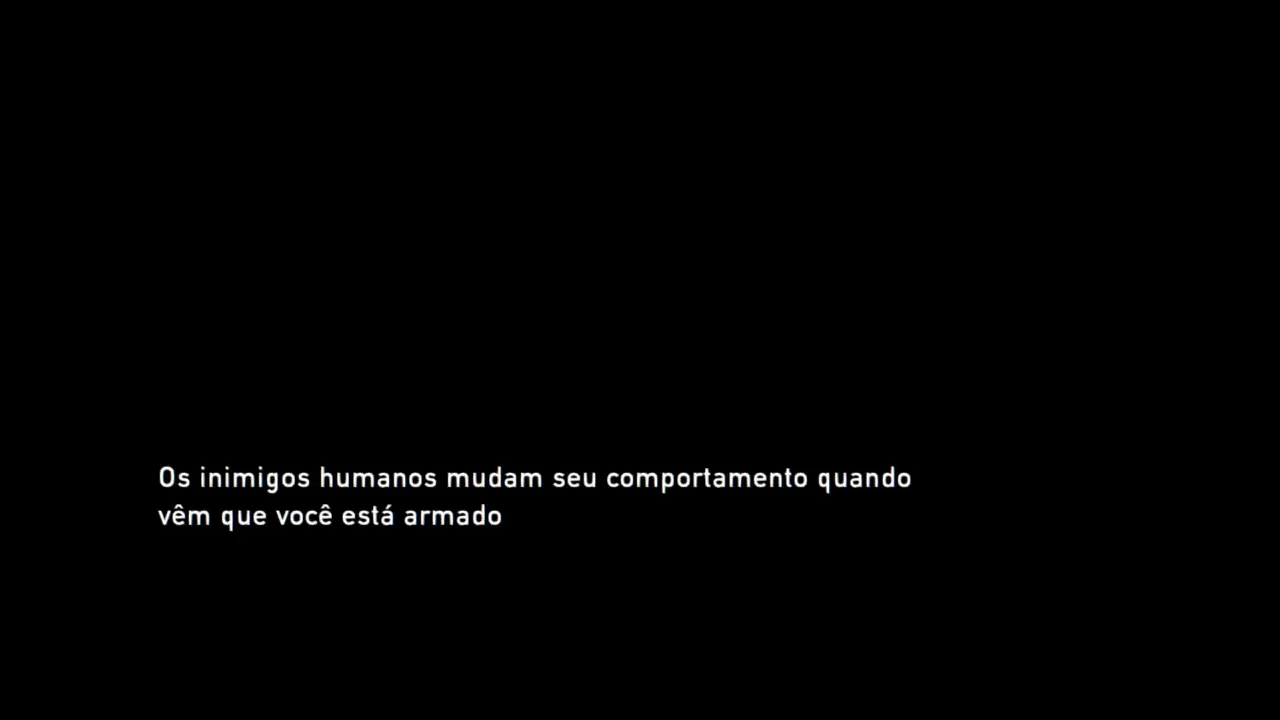 Os inimigos humanos mudam seu comportamento quando
vêm que você está armado